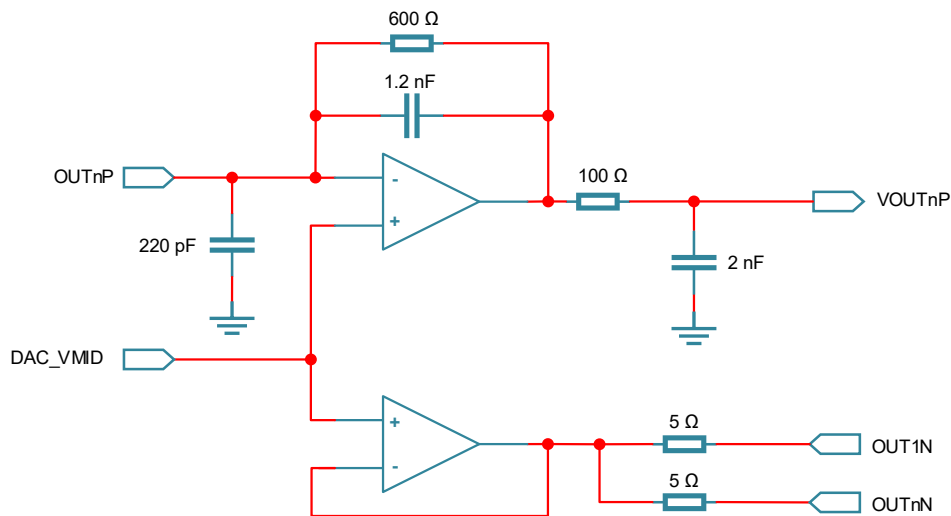 600 Ω
1.2 nF
OUTnP
-
+
100 Ω
VOUTnP
220 pF
2 nF
DAC_VMID
+
-
5 Ω
OUT1N
5 Ω
OUTnN